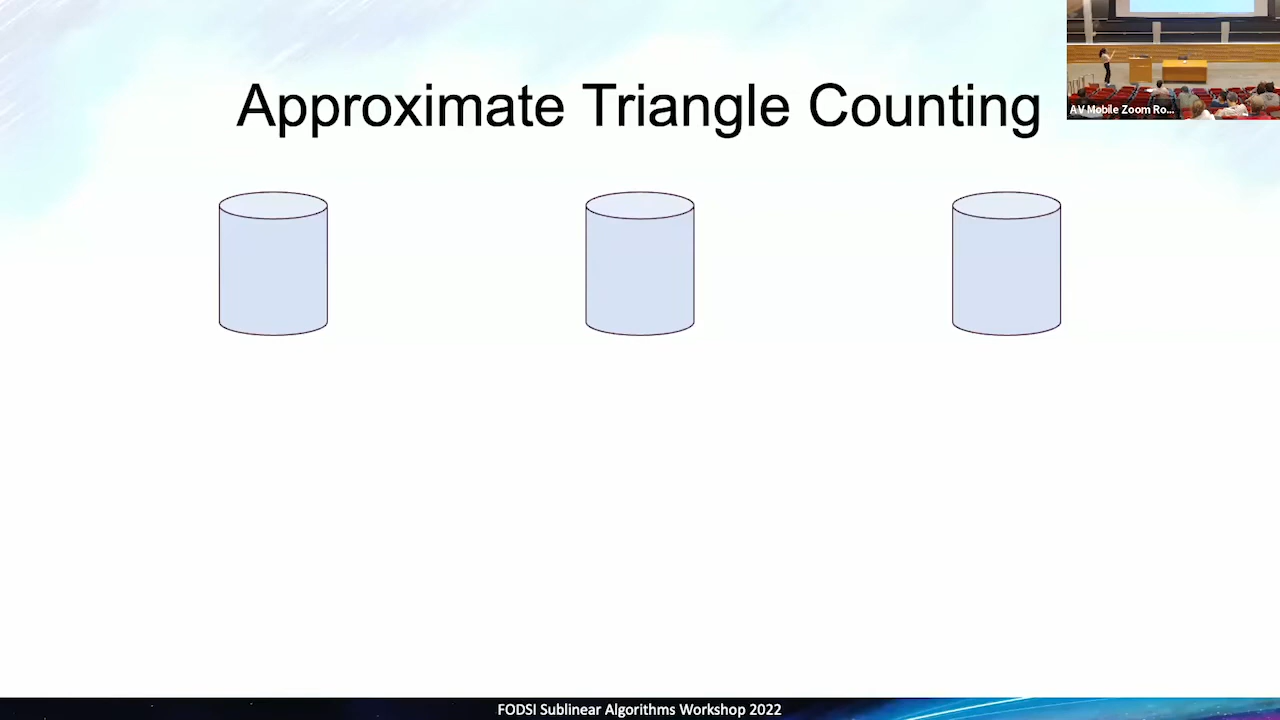 Approximate Triangle Counting
AV Mobile Zoom Ro...
FODSI Sublinear Algorithms Workshop 2022